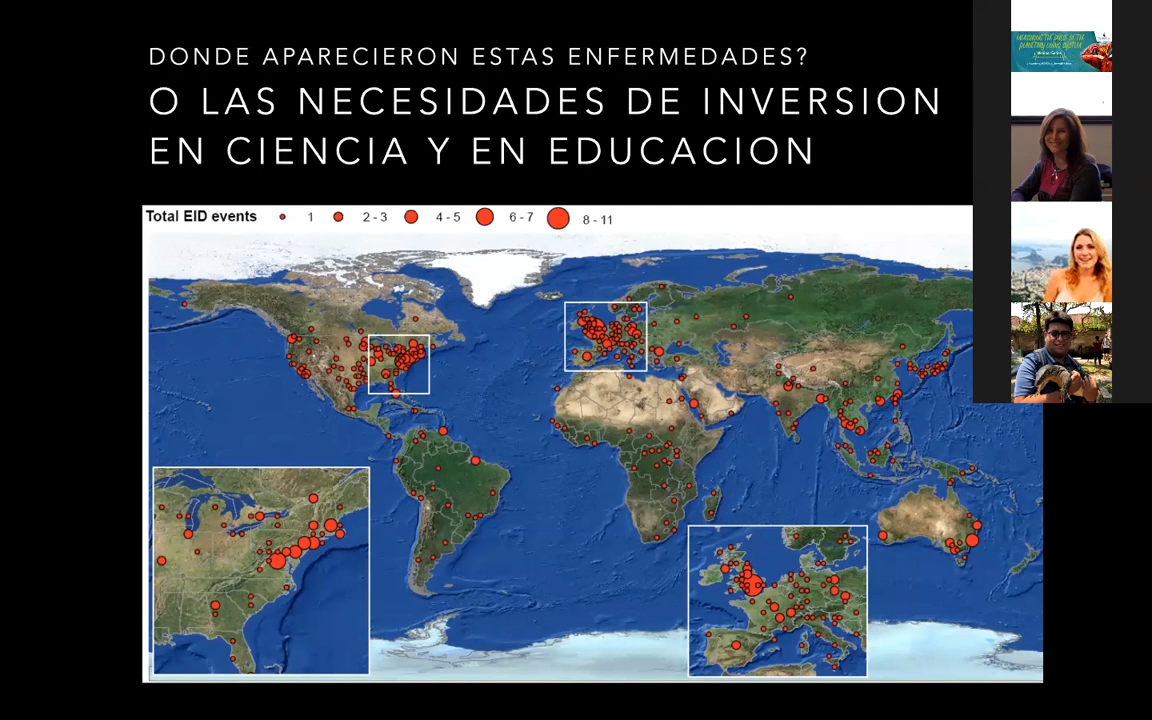 DONDE APARECIERON ESTAS ENFERMEDADES?
O LAS NECESIDADES DE INVERSION
EN CIENCIA Y EN EDUCACION
Total EID events 1 2 - 3 4 - 5 6 - 7 8 - 11